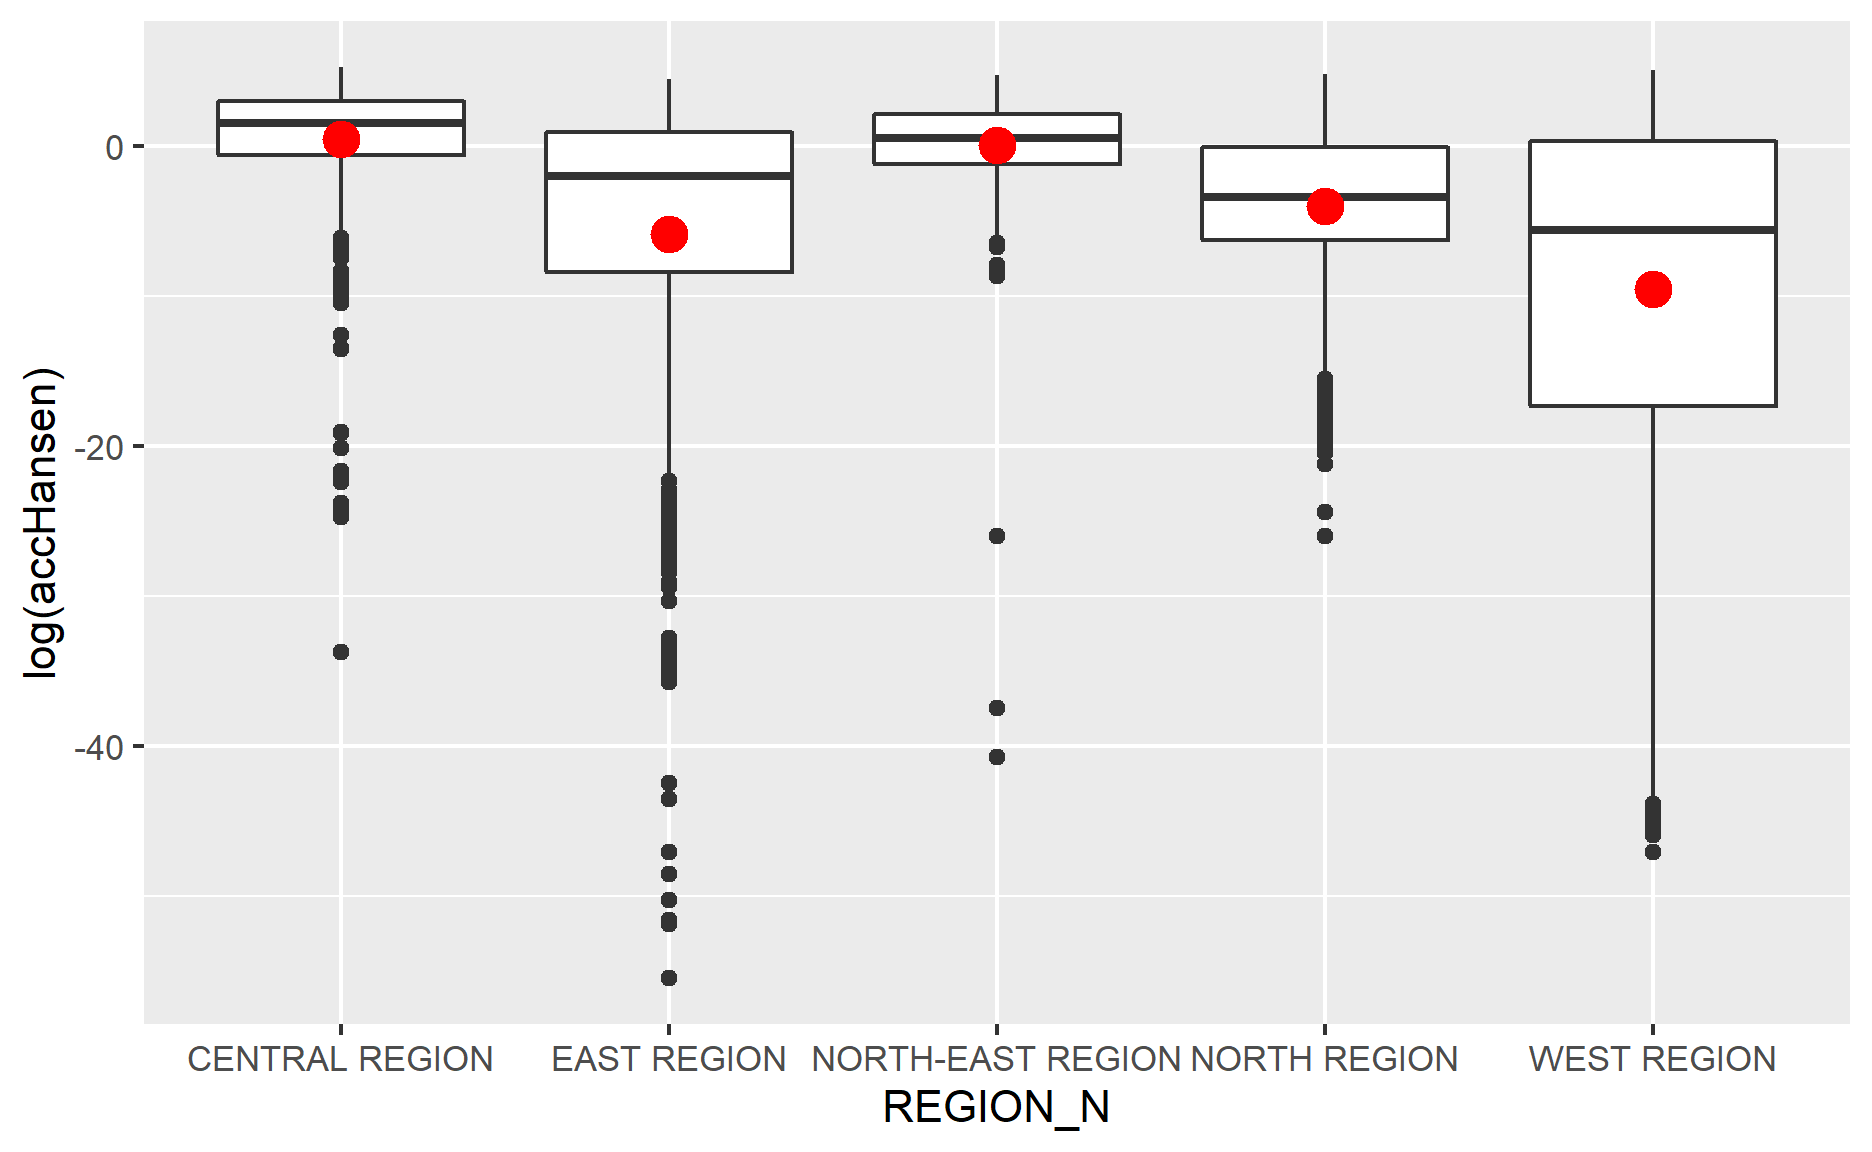 log(accHansen)
0
-20
-40
CENTRAL REGION
EAST REGION
NORTH-EAST REGION
NORTH REGION
WEST REGION
REGION_N